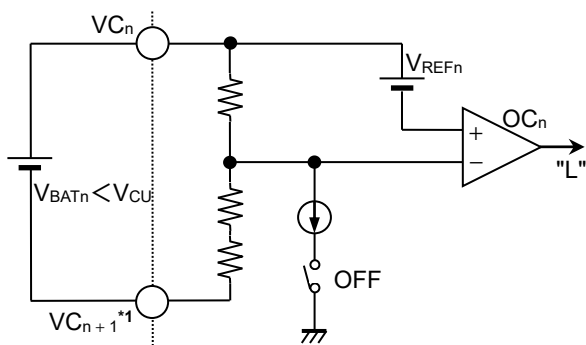 VCn
VREFn
OCn
+
−
"L"
VBATn＜VCU
OFF
VCn + 1*1